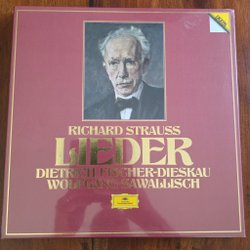 RICHARD STRAUSS
LIEDER
DIETRICH FISCHER-DIESKAU
WOLFGANG SAWALLISCH